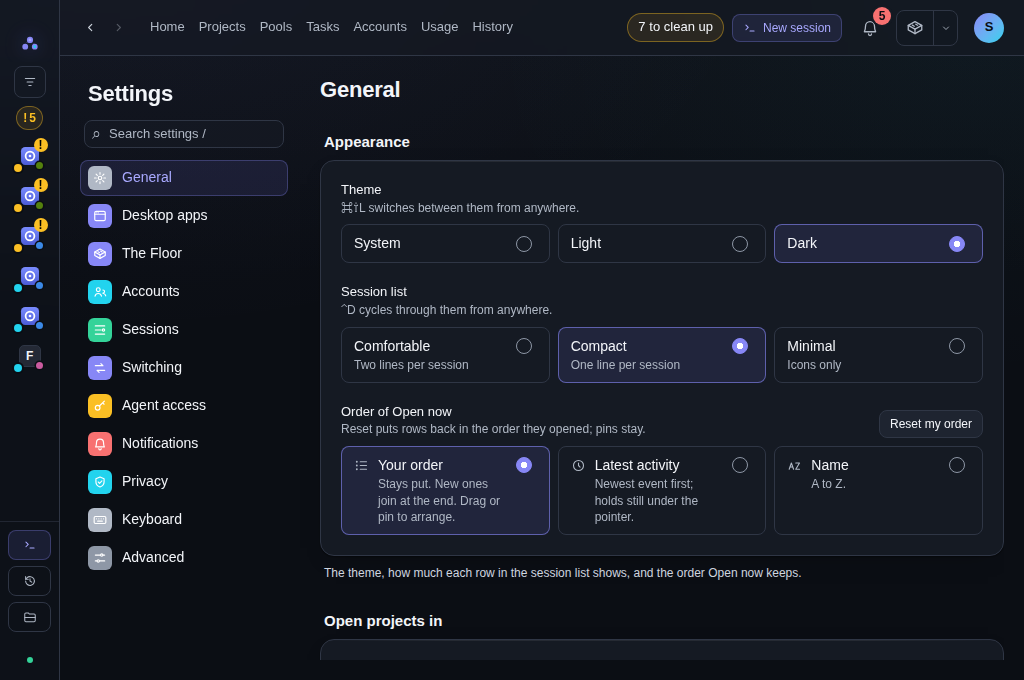 Home Projects Pools Tasks Accounts Usage History
7 to clean up
New session
5
S
! 5
!
!
!
F
Settings
Search settings /
General
Desktop apps
The Floor
Accounts
Sessions
Switching
Agent access
Notifications
Privacy
Keyboard
Advanced
General
Appearance
Theme
⌘⇧L switches between them from anywhere.
System
Light
Dark
Session list
^D cycles through them from anywhere.
Comfortable
Two lines per session
Compact
One line per session
Minimal
Icons only
Order of Open now
Reset puts rows back in the order they opened; pins stay.
Reset my order
Your order
Stays put. New ones
join at the end. Drag or
pin to arrange.
Latest activity
Newest event first;
holds still under the
pointer.
AZ
Name
A to Z.
The theme, how much each row in the session list shows, and the order Open now keeps.
Open projects in